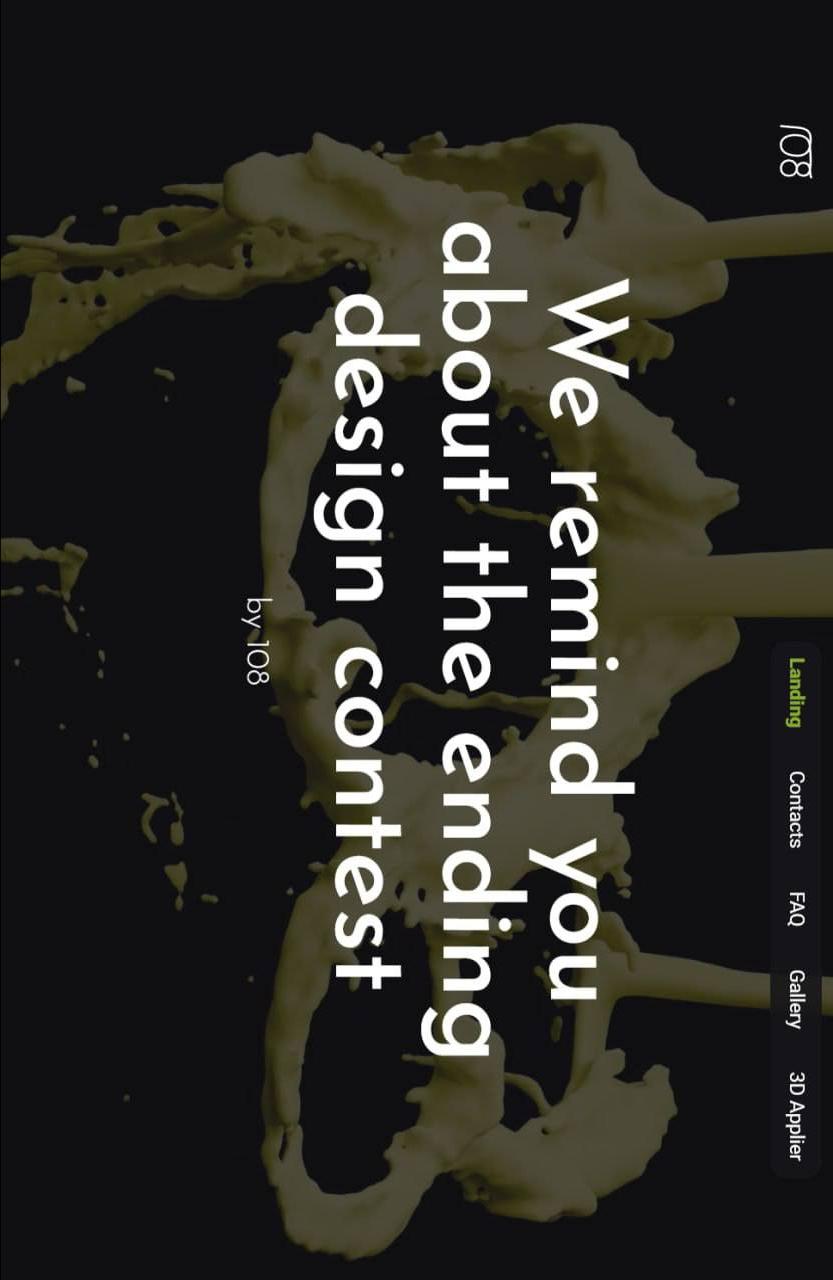 108
Landing Contacts FAQ Gallery 3D Applier
We remind you
about the ending
design contest
by 108